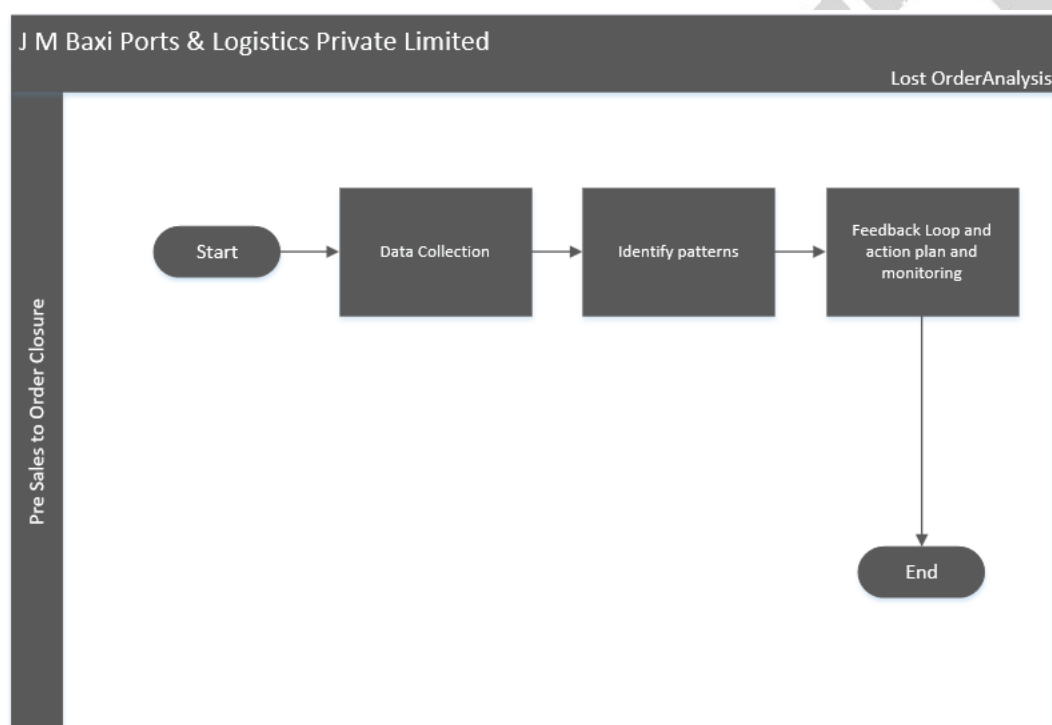 J M Baxi Ports & Logistics Private Limited
Lost OrderAnalysis
Pre Sales to Order Closure
Start
Data Collection
Identify patterns
Feedback Loop and
action plan and
monitoring
End